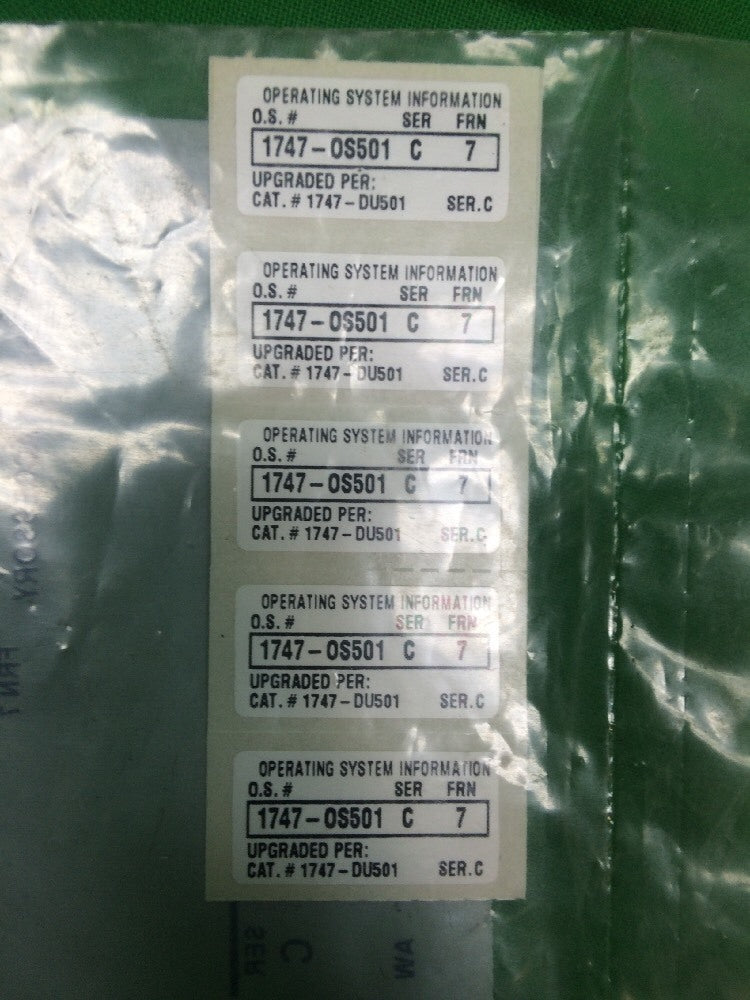 OPERATING SYSTEM INFORMATION
O.S. # SER FRN
1747-OS501 C 7
UPGRADED PER:
CAT. # 1747-DU501 SER.C
OPERATING SYSTEM INFORMATION
O.S. # SER FRN
1747-OS501 C 7
UPGRADED PER:
CAT. # 1747-DU501 SER.C
OPERATING SYSTEM INFORMATION
O.S. # SER FRN
1747-OS501 C 7
UPGRADED PER:
CAT. # 1747-DU501 SER.C
OPERATING SYSTEM INFORMATION
O.S. # SER FRN
1747-OS501 C 7
UPGRADED PER:
CAT. # 1747-DU501 SER.C
OPERATING SYSTEM INFORMATION
O.S. # SER FRN
1747-OS501 C 7
UPGRADED PER:
CAT. # 1747-DU501 SER.C
FRN 7
SER C